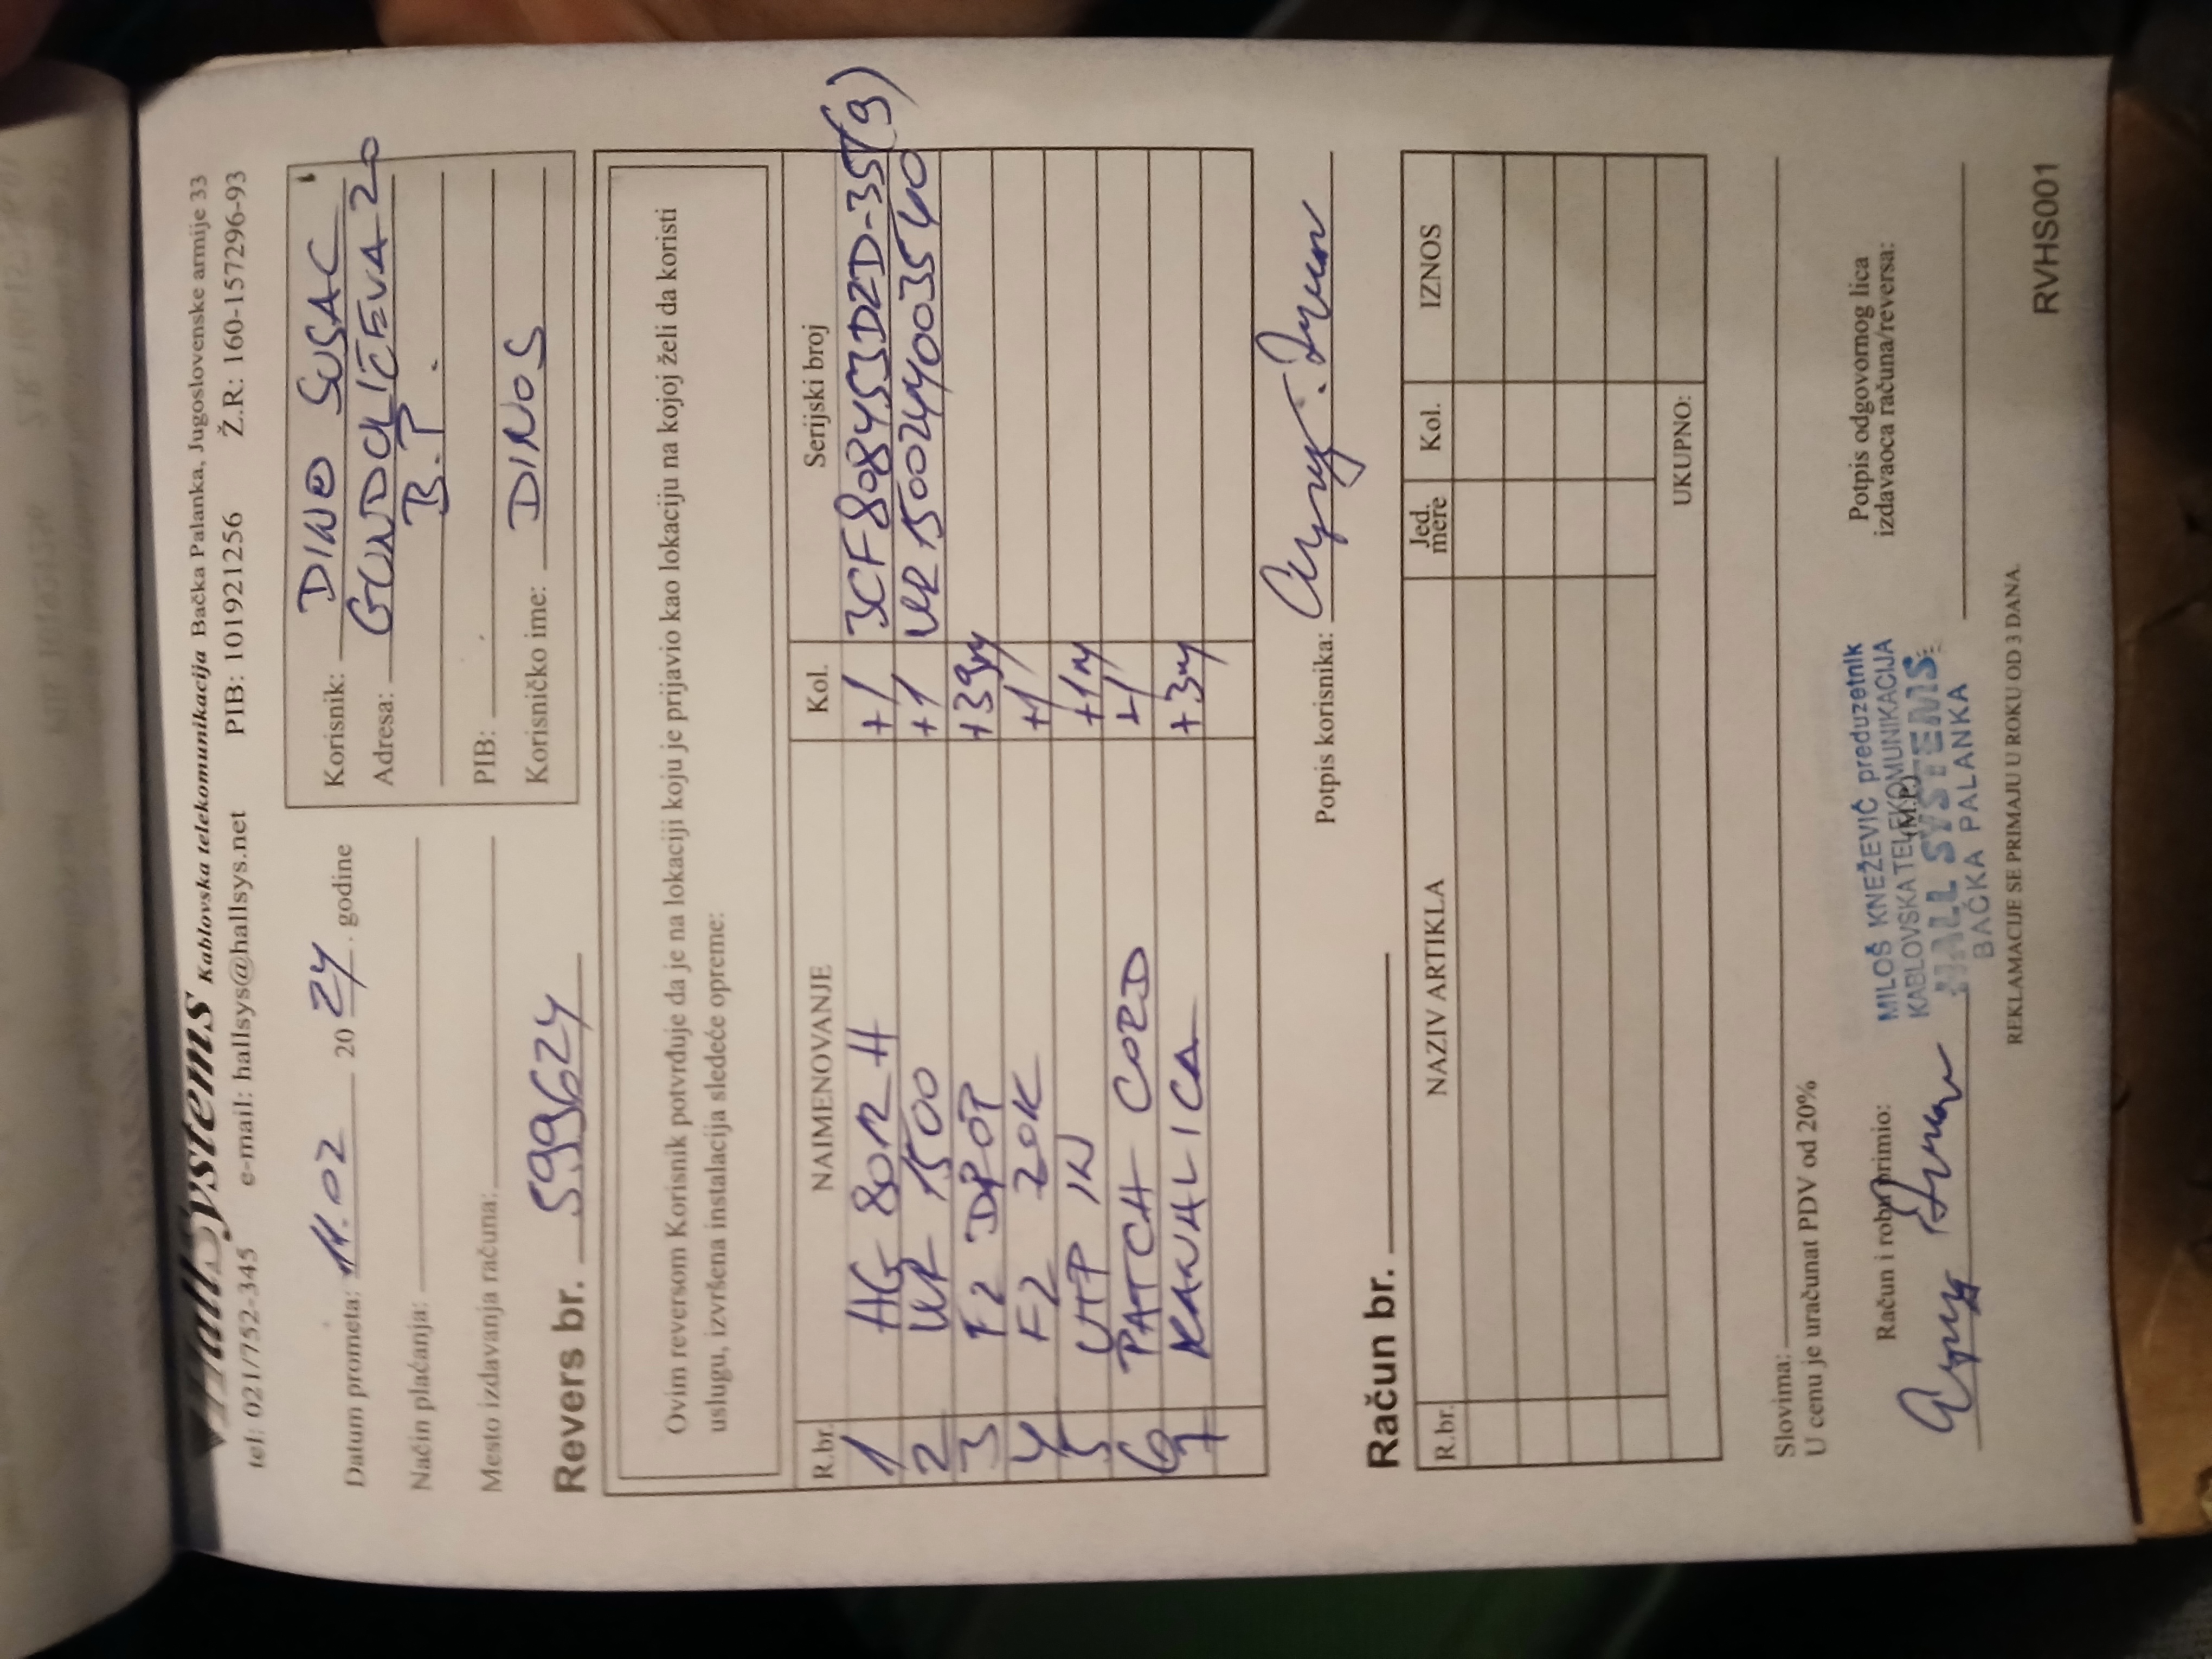 HallSystems Kablovska telekomunikacija Bačka Palanka, Jugoslovenske armije 33
tel: 021/752-345 e-mail: hallsys@hallsys.net PIB: 101921256 Ž.R: 160-157296-93
Datum prometa: 11.02 2024. godine
Način plaćanja:
Mesto izdavanja računa:
Korisnik: DINO SUSAC
Adresa: GUNDULIĆEVA 20
B.P.
PIB:
Korisničko ime: DINOS
Revers br. 599624
Ovim reversom Korisnik potvrđuje da je na lokaciji koju je prijavio kao lokaciju na kojoj želi da koristi
uslugu, izvršena instalacija sledeće opreme:
R.br. NAIMENOVANJE Kol. Serijski broj
1 HG 8012 H +1
2 WR 1500 +1
3 F2 DROT +39m
4 F2 20K +1
5 UTP IN +1m
6 PATCH CORD +1
7 KANALICA +3m
Potpis korisnika:
Račun br.
R.br. NAZIV ARTIKLA Jed. mere Kol. IZNOS
UKUPNO:
Slovima:
U cenu je uračunat PDV od 20%
Račun i robu primio:
Potpis odgovornog lica
izdavaoca računa/reversa:
MILOŠ KNEŽEVIĆ preduzetnik
KABLOVSKA TELEKOMUNIKACIJA
(M.P.)
HALL SYSTEMS
BAČKA PALANKA
REKLAMACIJE SE PRIMAJU U ROKU OD 3 DANA.
RVHS001